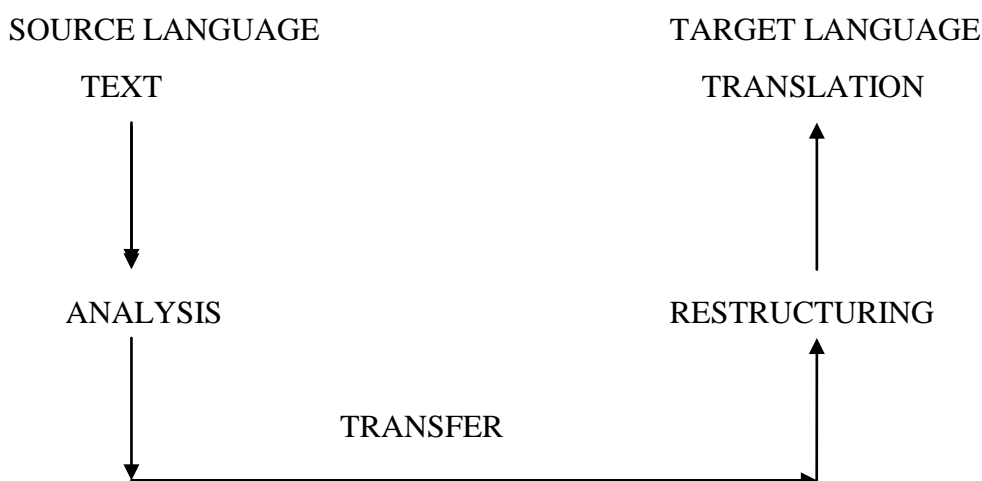 SOURCE LANGUAGE TARGET LANGUAGE
TEXT TRANSLATION
ANALYSIS RESTRUCTURING
TRANSFER